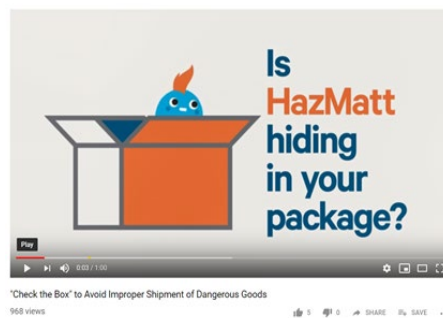 Is
HazMatt
hiding
in your
package?
Play
0:03 / 1:00
"Check the Box" to Avoid Improper Shipment of Dangerous Goods
968 views
5
0
SHARE
SAVE